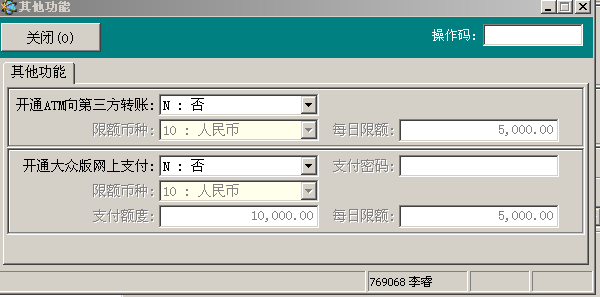 其他功能
关闭(O) 操作码:
其他功能
开通ATM向第三方转账: N : 否
限额币种: 10 : 人民币 每日限额: 5,000.00
开通大众版网上支付: N : 否 支付密码:
限额币种: 10 : 人民币
支付额度: 10,000.00 每日限额: 5,000.00
769068 李睿